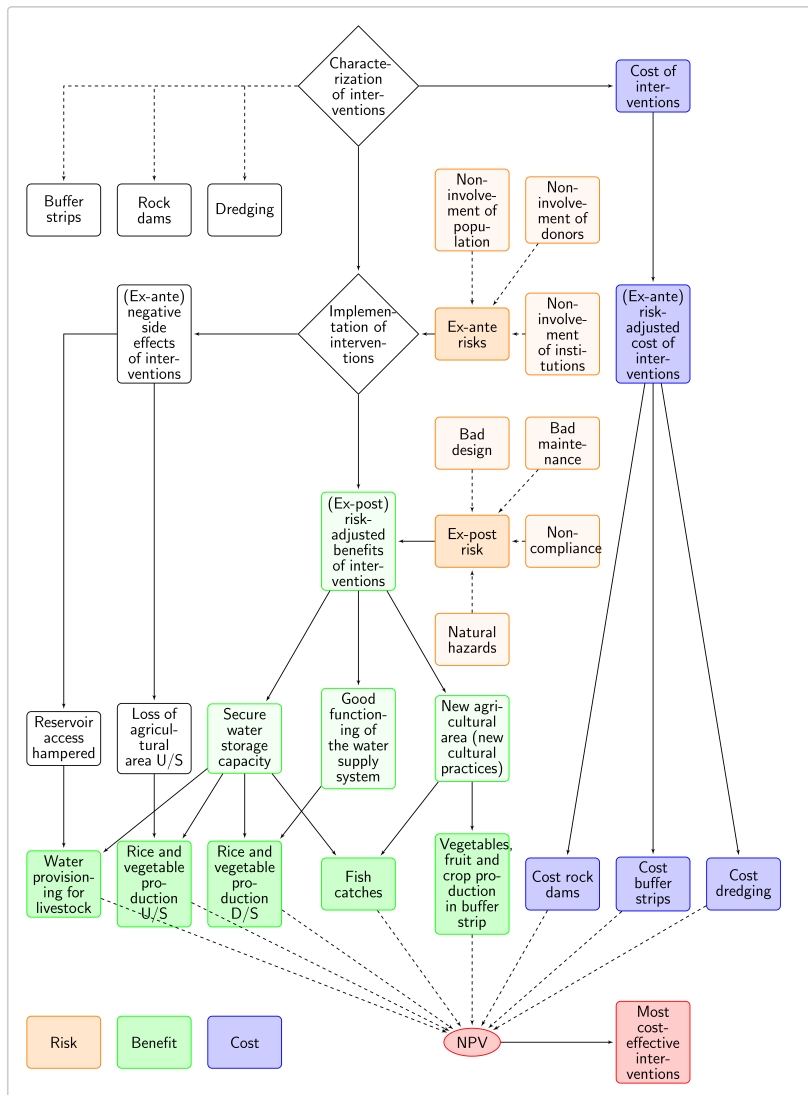 Characte-
rization
of inter-
ventions
Cost of
inter-
ventions
Buffer
strips
Rock
dams
Dredging
Non-
involve-
ment of
popu-
lation
Non-
involve-
ment of
donors
(Ex-ante)
negative
side
effects
of inter-
ventions
Implemen-
tation of
interven-
tions
Ex-ante
risks
Non-
involve-
ment
of insti-
tutions
(Ex-ante)
risk-
adjusted
cost of
inter-
ventions
Bad
design
Bad
mainte-
nance
(Ex-post)
risk-
adjusted
benefits
of inter-
ventions
Ex-post
risk
Non-
compliance
Natural
hazards
Reservoir
access
hampered
Loss of
agricul-
tural
area U/S
Secure
water
storage
capacity
Good
function-
ing of
the water
supply
system
New agri-
cultural
area (new
cultural
practices)
Water
provision-
ing for
livestock
Rice and
vegetable
pro-
duction
U/S
Rice and
vegetable
pro-
duction
D/S
Fish
catches
Vegetables,
fruit and
crop pro-
duction
in buffer
strip
Cost rock
dams
Cost
buffer
strips
Cost
dredging
Risk
Benefit
Cost
NPV
Most
cost-
effective
inter-
ventions